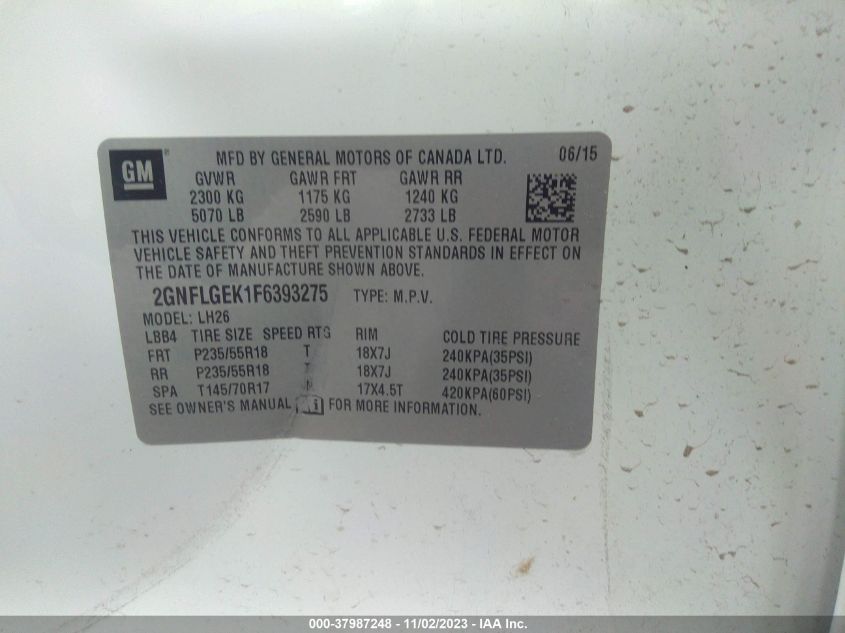 GM ®
MFD BY GENERAL MOTORS OF CANADA LTD. 06/15
GVWR GAWR FRT GAWR RR
2300 KG 1175 KG 1240 KG
5070 LB 2590 LB 2733 LB
THIS VEHICLE CONFORMS TO ALL APPLICABLE U.S. FEDERAL MOTOR
VEHICLE SAFETY AND THEFT PREVENTION STANDARDS IN EFFECT ON
THE DATE OF MANUFACTURE SHOWN ABOVE.
2GNFLGEK1F6393275 TYPE: M.P.V.
MODEL: LH26
LBB4 TIRE SIZE SPEED RTG RIM COLD TIRE PRESSURE
FRT P235/55R18 T 18X7J 240KPA(35PSI)
RR P235/55R18 T 18X7J 240KPA(35PSI)
SPA T145/70R17 17X4.5T 420KPA(60PSI)
SEE OWNER'S MANUAL FOR MORE INFORMATION.
000-37987248 - 11/02/2023 - IAA Inc.